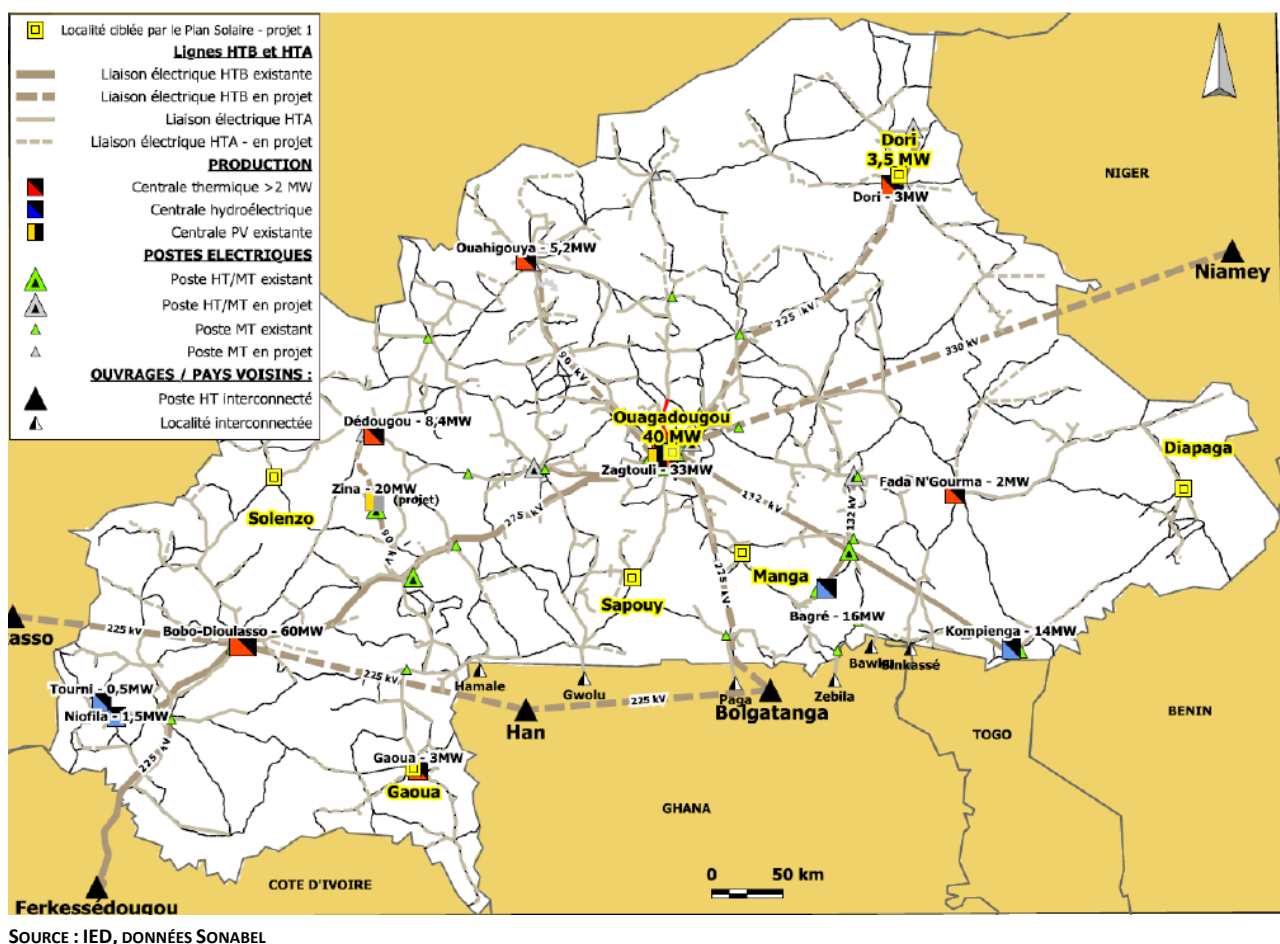 Localité ciblée par le Plan Solaire - projet 1
Lignes HTB et HTA
Liaison électrique HTB existante
Liaison électrique HTB en projet
Liaison électrique HTA
Liaison électrique HTA - en projet
PRODUCTION
Centrale thermique >2 MW
Centrale hydroélectrique
Centrale PV existante
POSTES ELECTRIQUES
Poste HT/MT existant
Poste HT/MT en projet
Poste MT existant
Poste MT en projet
OUVRAGES / PAYS VOISINS :
Poste HT interconnecté
Localité interconnectée
Dori
3,5 MW
Dori - 3MW
NIGER
Niamey
Ouahigouya - 5,2MW
225 kV
330 kV
90 kV
Ouagadougou
40 MW
Zagtouli - 33MW
Dédougou - 8,4MW
Diapaga
Fada N'Gourma - 2MW
Zina - 20MW
(projet)
Solenzo
132 kV
132 kV
275 kV
90 kV
Manga
Sapouy
225 kV
Bagré - 16MW
Kompienga - 14MW
asso
225 kV
Bobo-Dioulasso - 60MW
225 kV
Hamale
Gwolu
Paga
Zebila
Bawku
Sinkassé
225 kV
Bolgatanga
Han
Tourni - 0,5MW
Niofila - 1,5MW
225 kV
Gaoua - 3MW
Gaoua
BENIN
TOGO
GHANA
COTE D'IVOIRE
0 50 km
Ferkessédougou
SOURCE : IED, DONNÉES SONABEL